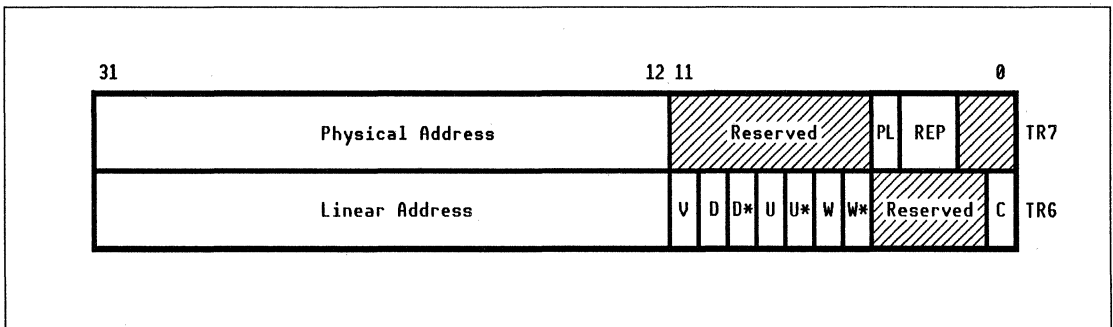 31 12 11 0
Physical Address Reserved PL REP TR7
Linear Address V D D* U U* W W* Reserved C TR6